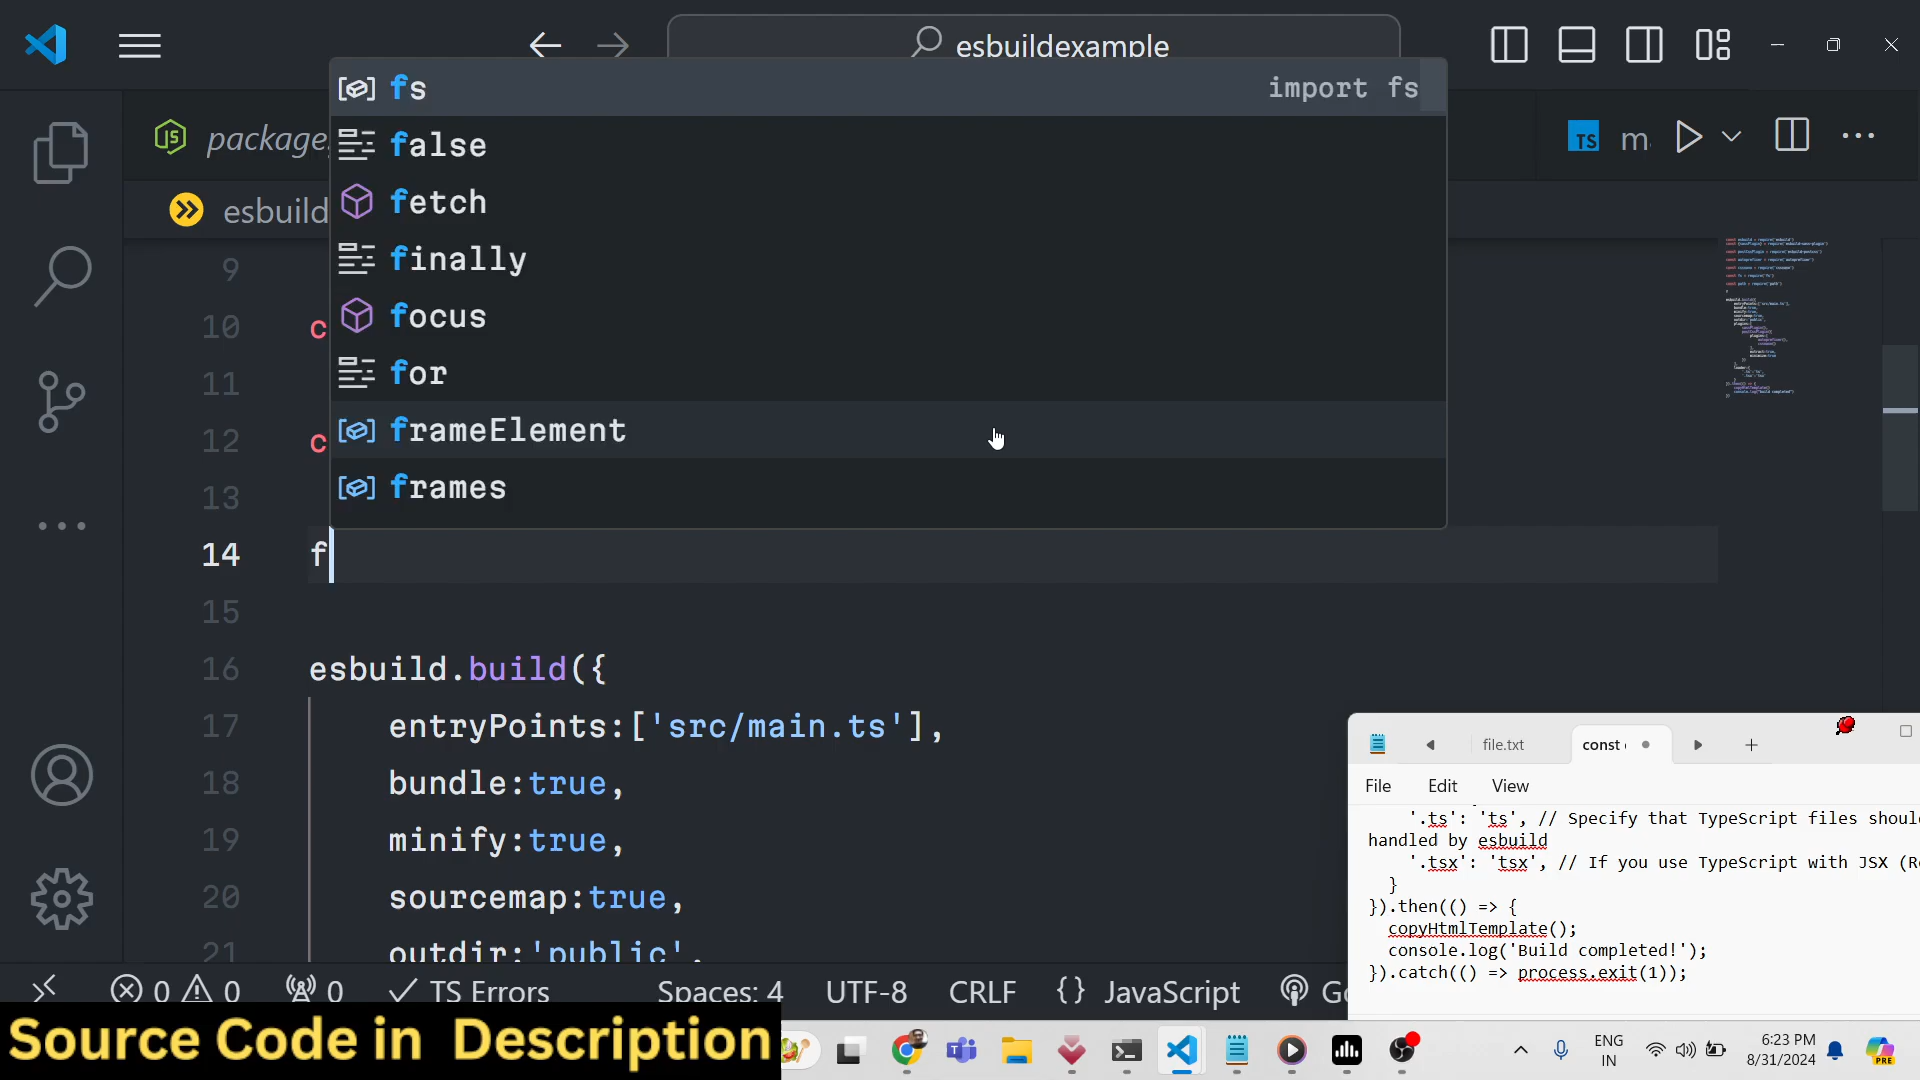 esbuildexample
fs import fs
false
fetch
finally
focus
for
frameElement
frames
package.
TS m
esbuild
9
10 c
11
12 c
13
14 f
15
16 esbuild.build({
17 entryPoints:['src/main.ts'],
18 bundle:true,
19 minify:true,
20 sourcemap:true,
21 outdir:'public',
file.txt
const
File Edit View
'.ts': 'ts', // Specify that TypeScript files shoul
handled by esbuild
'.tsx': 'tsx', // If you use TypeScript with JSX (R
}
}).then(() => {
copyHtmlTemplate();
console.log('Build completed!');
}).catch(() => process.exit(1));
0 0 0 TS Errors Spaces: 4 UTF-8 CRLF {} JavaScript G
Source Code in Description
ENG
IN
6:23 PM
8/31/2024
PRE